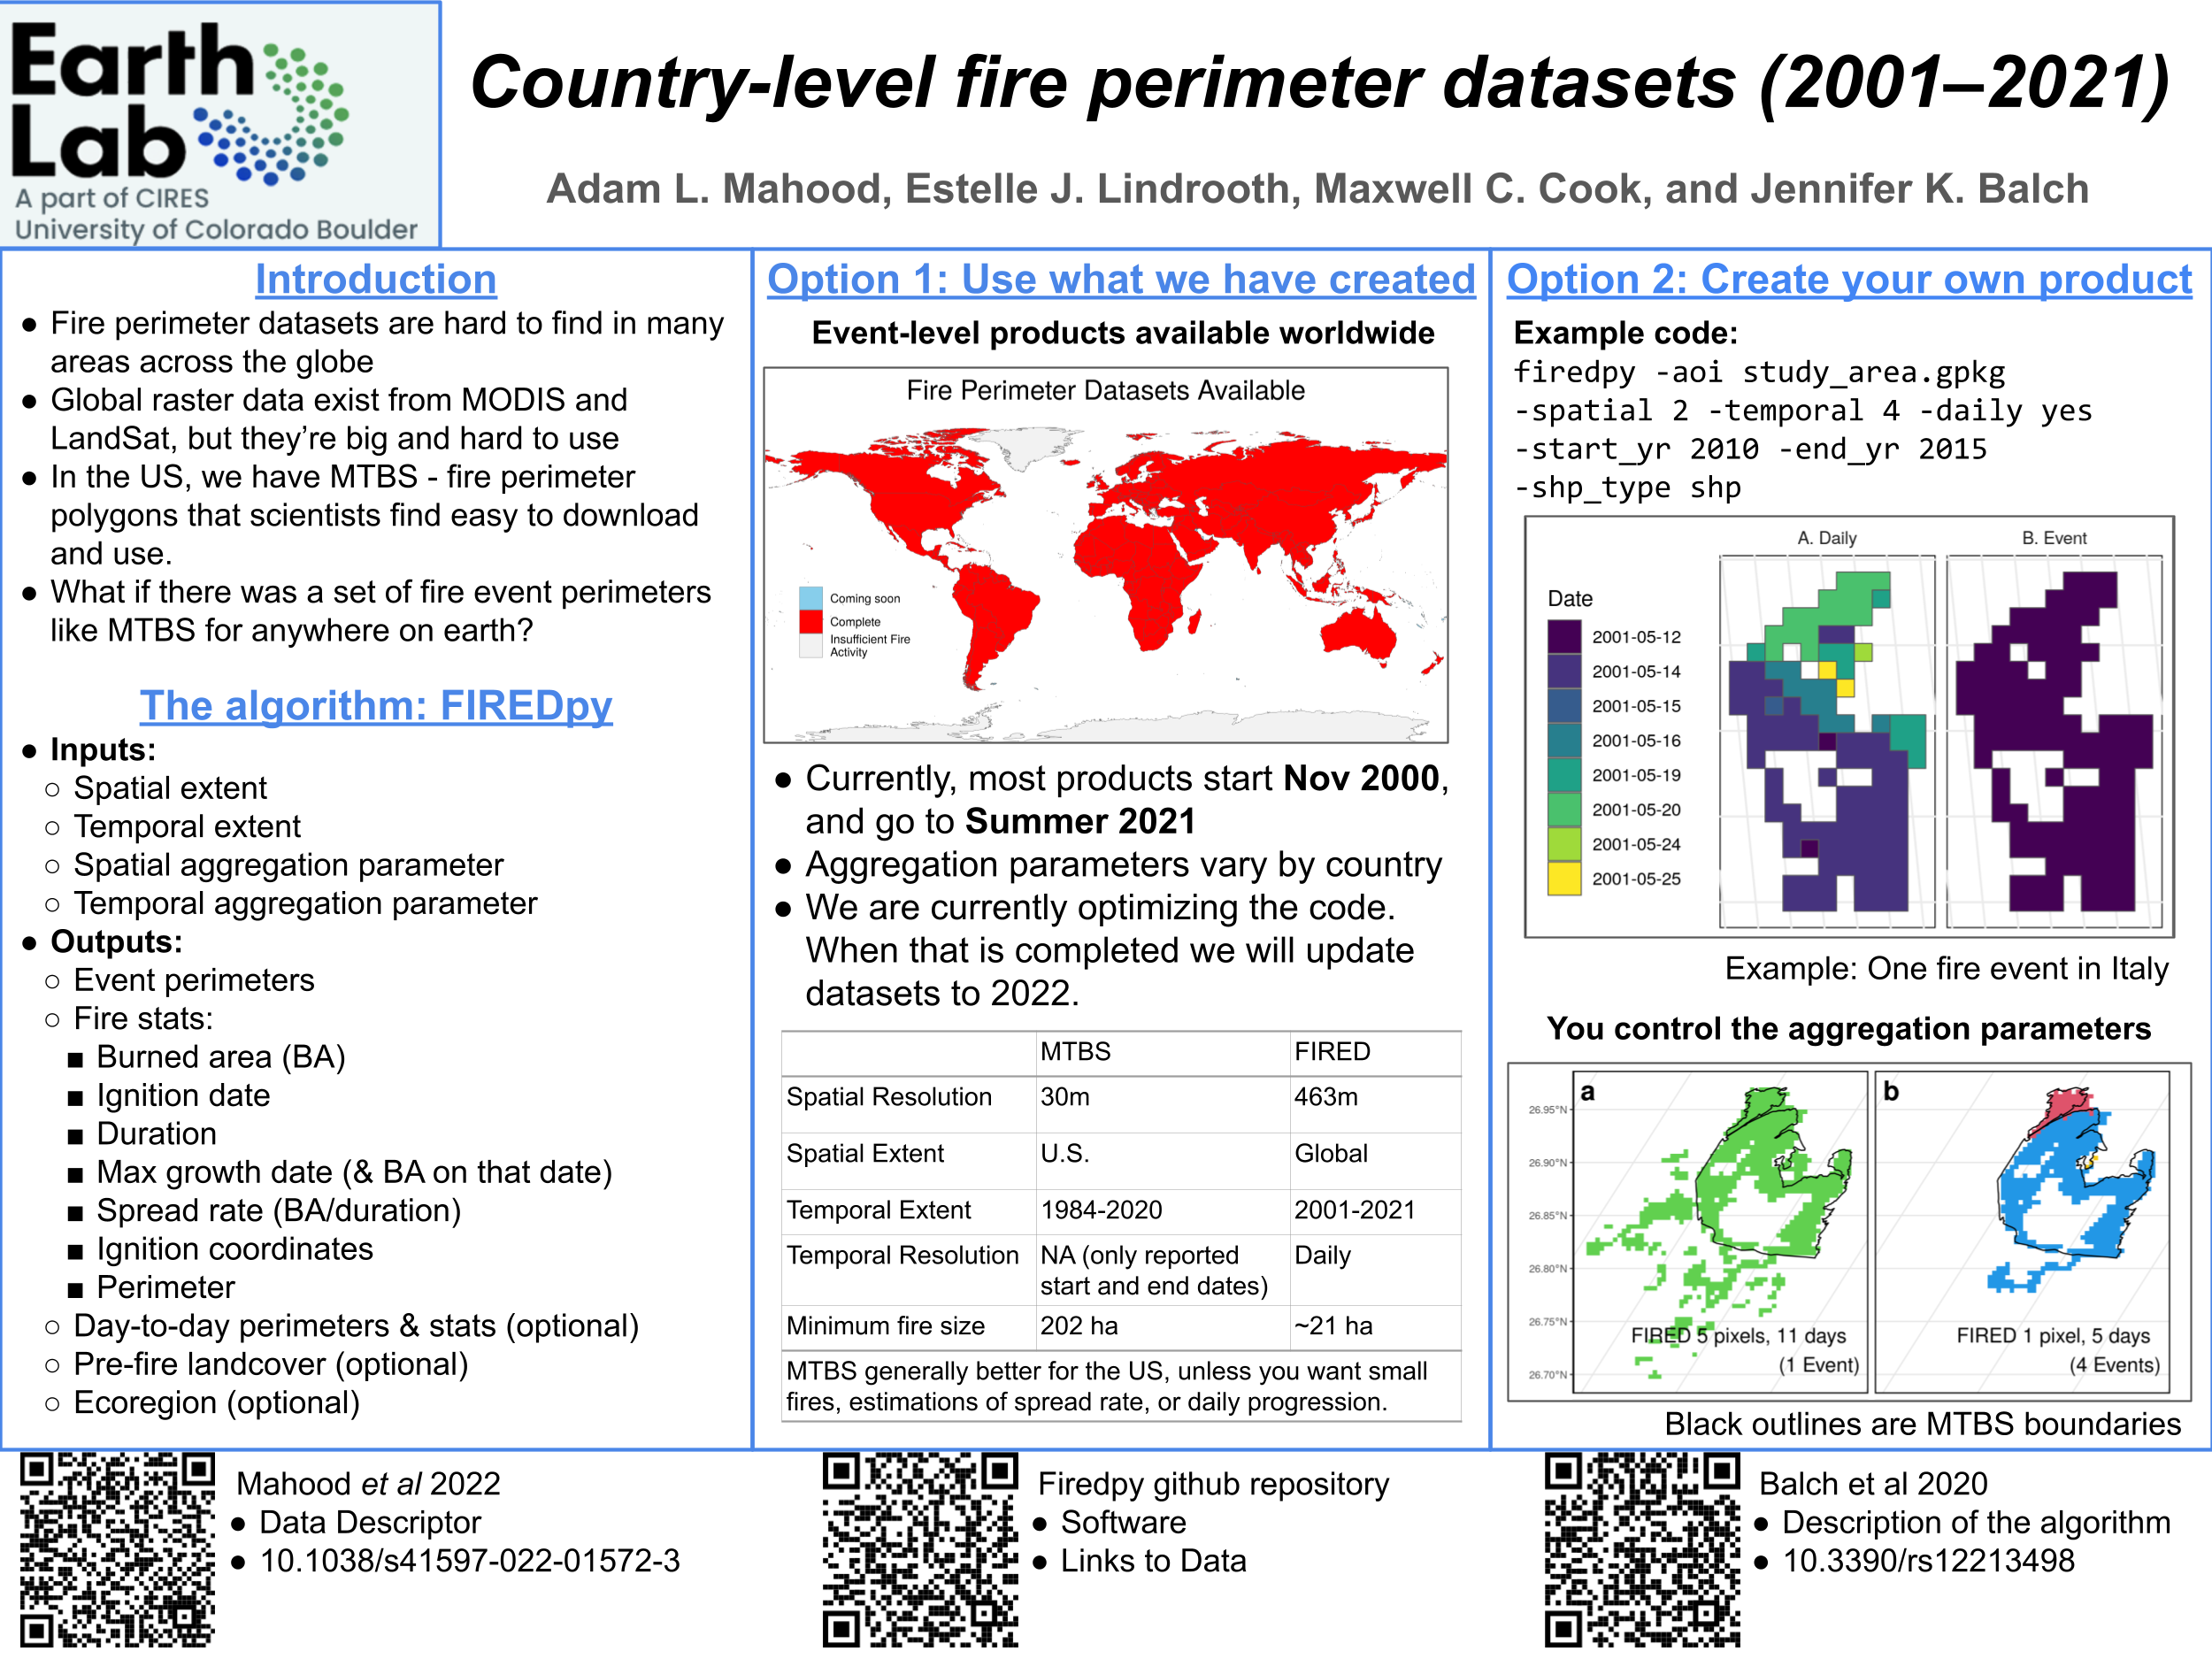 Earth
Lab
A part of CIRES
University of Colorado Boulder
Country-level fire perimeter datasets (2001–2021)
Adam L. Mahood, Estelle J. Lindrooth, Maxwell C. Cook, and Jennifer K. Balch
Introduction
● Fire perimeter datasets are hard to find in many
areas across the globe
● Global raster data exist from MODIS and
LandSat, but they’re big and hard to use
● In the US, we have MTBS - fire perimeter
polygons that scientists find easy to download
and use.
● What if there was a set of fire event perimeters
like MTBS for anywhere on earth?
The algorithm: FIREDpy
● Inputs:
○ Spatial extent
○ Temporal extent
○ Spatial aggregation parameter
○ Temporal aggregation parameter
● Outputs:
○ Event perimeters
○ Fire stats:
■ Burned area (BA)
■ Ignition date
■ Duration
■ Max growth date (& BA on that date)
■ Spread rate (BA/duration)
■ Ignition coordinates
■ Perimeter
○ Day-to-day perimeters & stats (optional)
○ Pre-fire landcover (optional)
○ Ecoregion (optional)
Option 1: Use what we have created
Event-level products available worldwide
Fire Perimeter Datasets Available
Coming soon
Complete
Insufficient Fire
Activity
● Currently, most products start Nov 2000,
and go to Summer 2021
● Aggregation parameters vary by country
● We are currently optimizing the code.
When that is completed we will update
datasets to 2022.
MTBS FIRED
Spatial Resolution 30m 463m
Spatial Extent U.S. Global
Temporal Extent 1984-2020 2001-2021
Temporal Resolution NA (only reported Daily
start and end dates)
Minimum fire size 202 ha ~21 ha
MTBS generally better for the US, unless you want small
fires, estimations of spread rate, or daily progression.
Option 2: Create your own product
Example code:
firedpy -aoi study_area.gpkg
-spatial 2 -temporal 4 -daily yes
-start_yr 2010 -end_yr 2015
-shp_type shp
A. Daily B. Event
Date
2001-05-12
2001-05-14
2001-05-15
2001-05-16
2001-05-19
2001-05-20
2001-05-24
2001-05-25
Example: One fire event in Italy
You control the aggregation parameters
a b
26.95°N
26.90°N
26.85°N
26.80°N
26.75°N
26.70°N
FIRED 5 pixels, 11 days
(1 Event)
FIRED 1 pixel, 5 days
(4 Events)
Black outlines are MTBS boundaries
Mahood et al 2022
● Data Descriptor
● 10.1038/s41597-022-01572-3
Firedpy github repository
● Software
● Links to Data
Balch et al 2020
● Description of the algorithm
● 10.3390/rs12213498